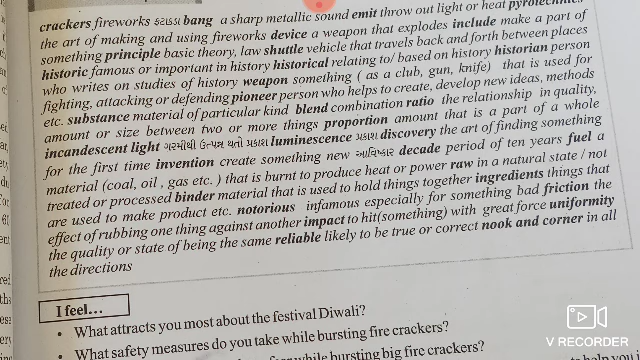 crackers fireworks ફટાકડા bang a sharp metallic sound emit throw out light or heat pyrotechnics
the art of making and using fireworks device a weapon that explodes include make a part of
something principle basic theory, law shuttle vehicle that travels back and forth between places
historic famous or important in history historical relating to/ based on history historian person
who writes on studies of history weapon something ( as a club, gun, knife) that is used for
fighting, attacking or defending pioneer person who helps to create, develop new ideas, methods
etc. substance material of particular kind blend combination ratio the relationship in quality,
amount or size between two or more things proportion amount that is a part of a whole
incandescent light ગરમીથી ઉત્પન્ન થતો પ્રકાશ luminescence પ્રકાશ discovery the art of finding something
for the first time invention create something new આવિષ્કાર decade period of ten years fuel a
material (coal, oil , gas etc. ) that is burnt to produce heat or power raw in a natural state / not
treated or processed binder material that is used to hold things together ingredients things that
are used to make product etc. notorious infamous especially for something bad friction the
effect of rubbing one thing against another impact to hit(something) with great force uniformity
the quality or state of being the same reliable likely to be true or correct nook and corner in all
the directions
I feel...
• What attracts you most about the festival Diwali?
• What safety measures do you take while bursting fire crackers?
while bursting big fire crackers?
help you
V RECORDER